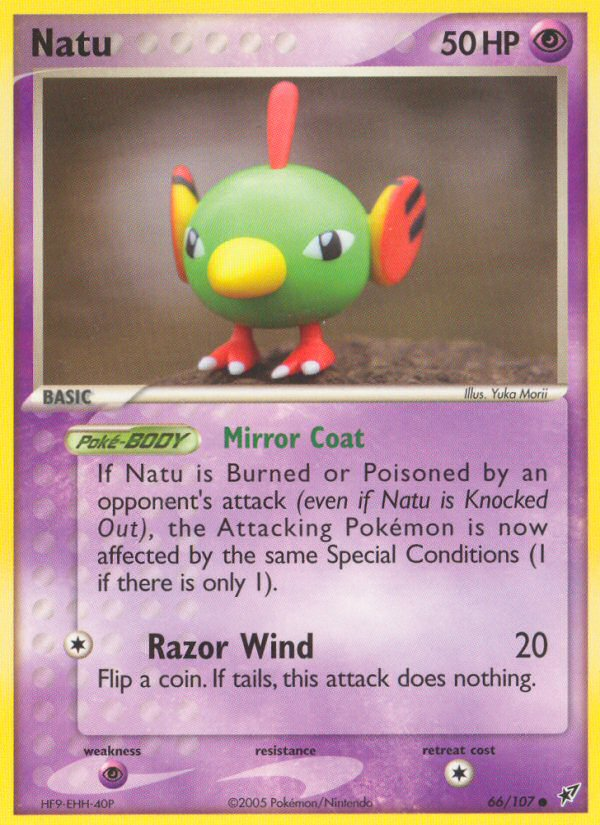 Natu 50 HP
BASIC Illus. Yuka Morii
Poké-BODY Mirror Coat
If Natu is Burned or Poisoned by an
opponent's attack (even if Natu is Knocked
Out), the Attacking Pokémon is now
affected by the same Special Conditions (1
if there is only 1).
Razor Wind 20
Flip a coin. If tails, this attack does nothing.
weakness resistance retreat cost
HF9-EHH-40P ©2005 Pokémon/Nintendo 66/107